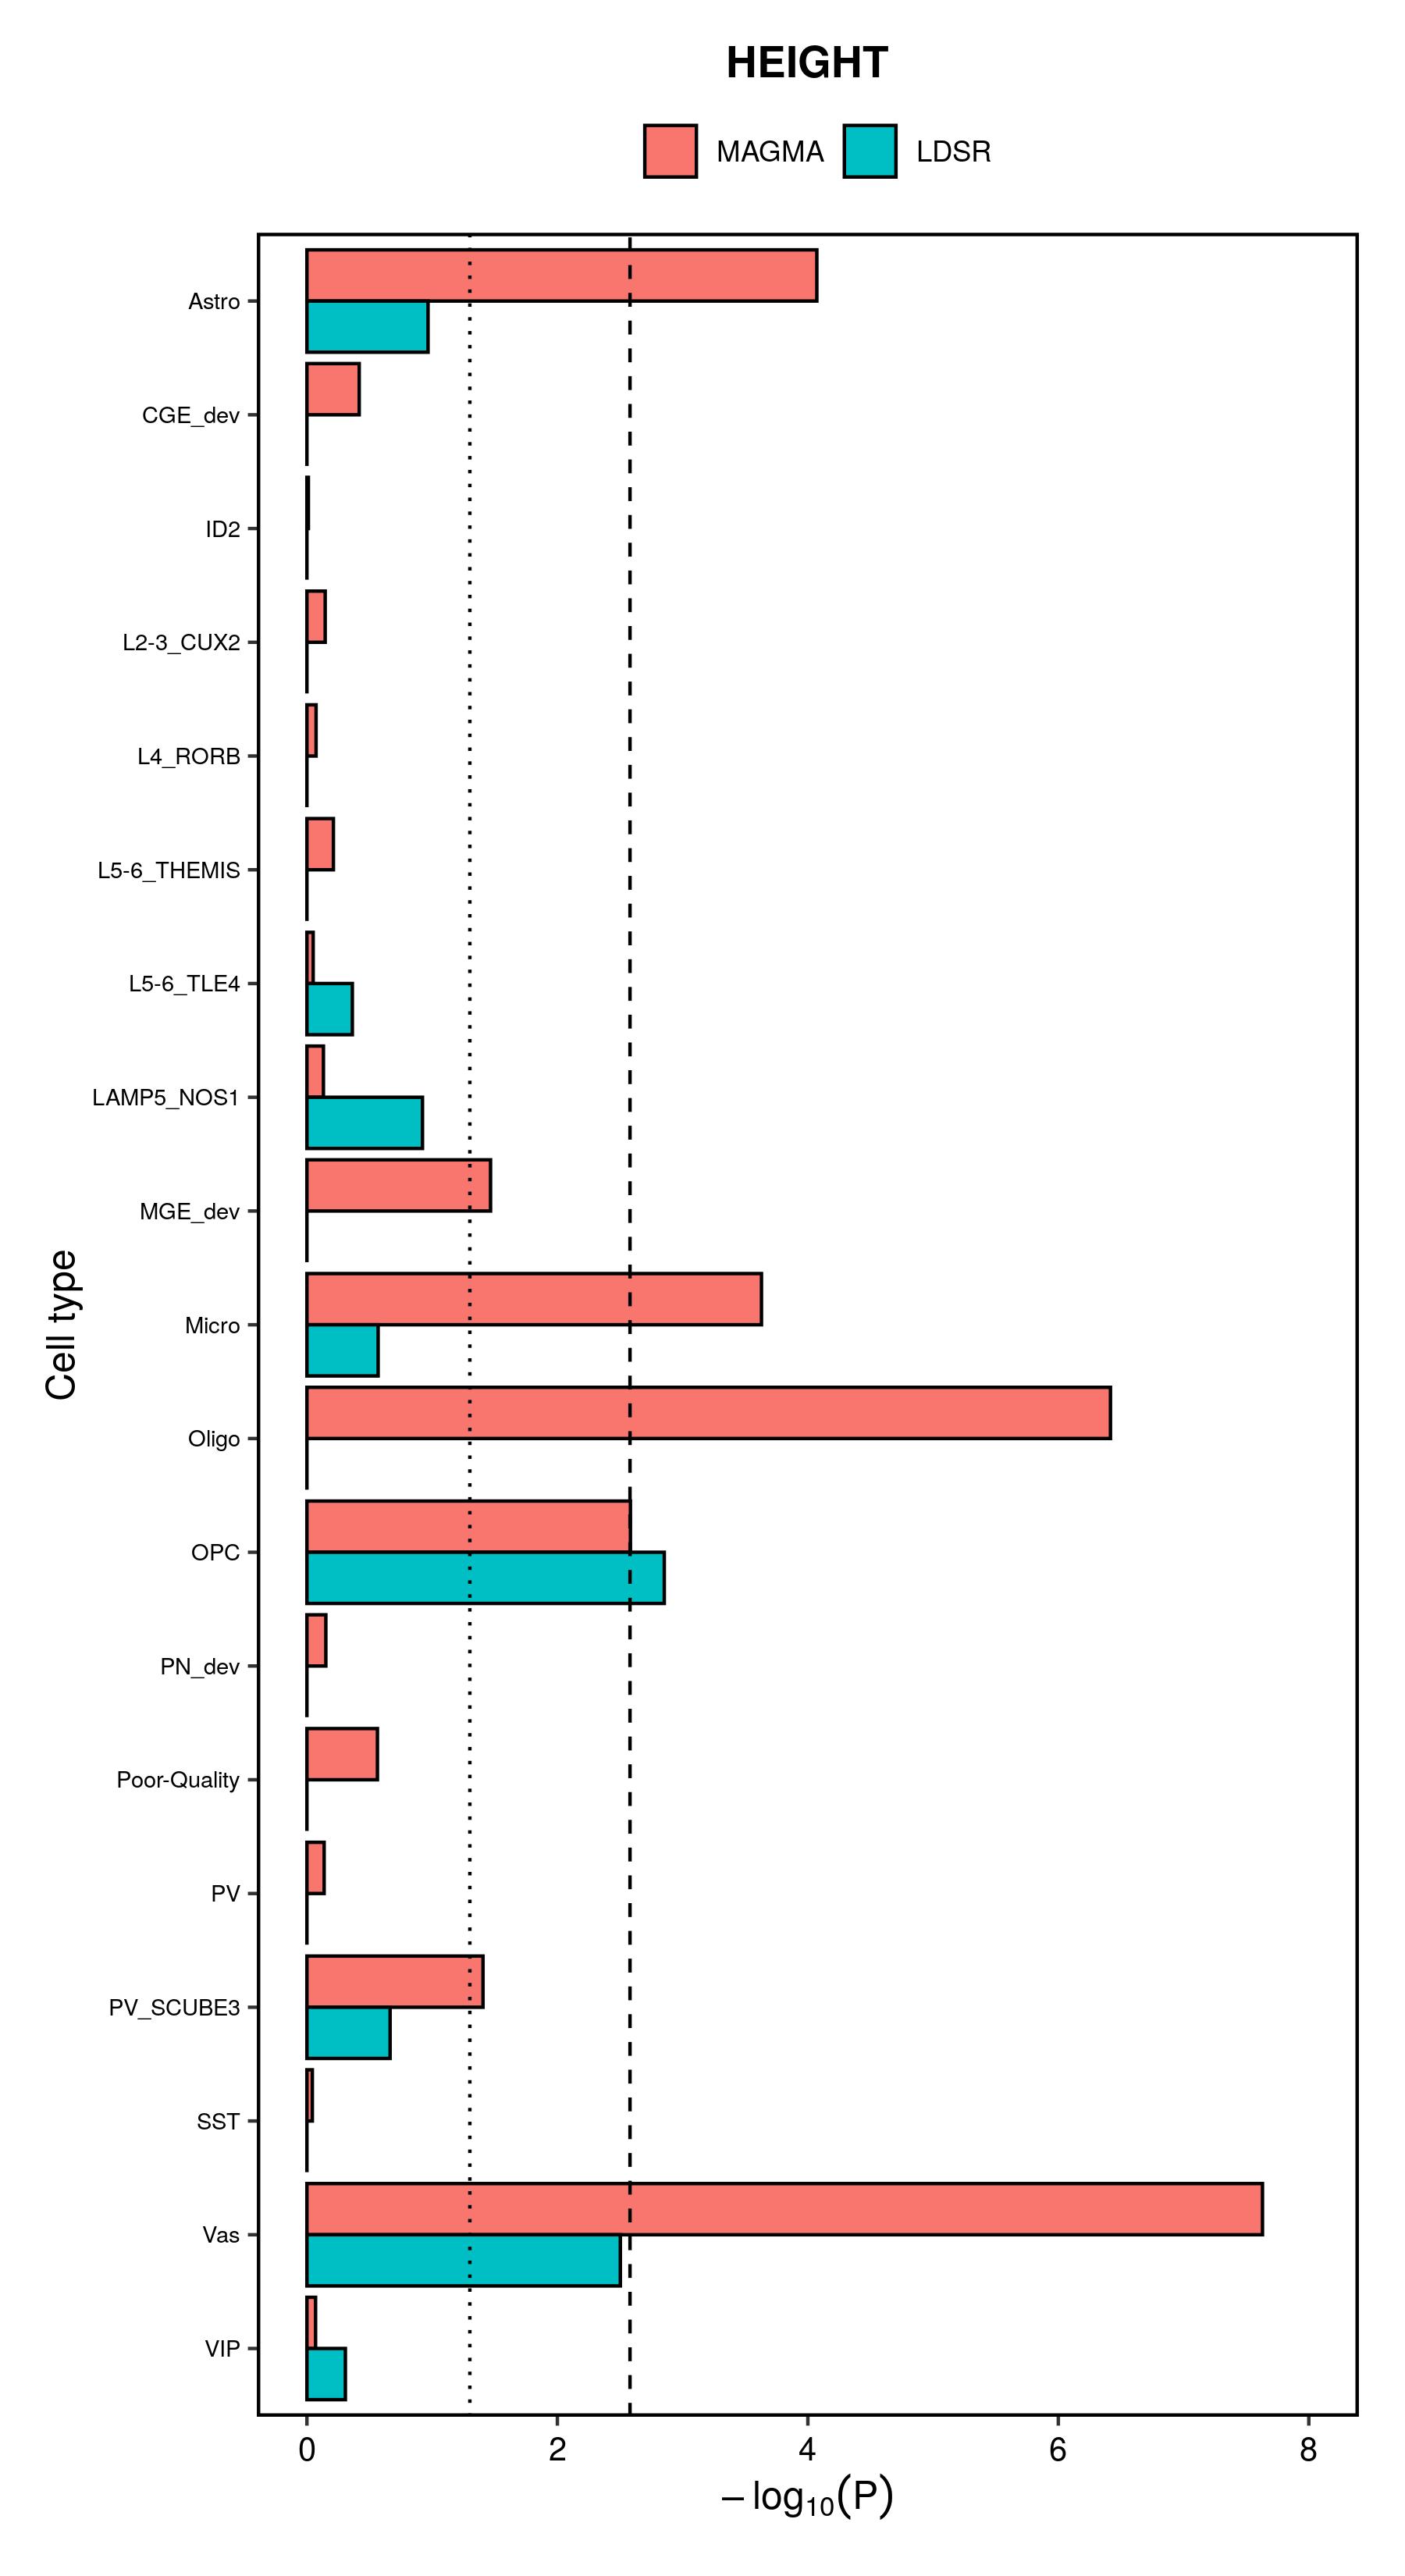 HEIGHT
MAGMA LDSR
Astro
CGE_dev
ID2
L2-3_CUX2
L4_RORB
L5-6_THEMIS
L5-6_TLE4
LAMP5_NOS1
MGE_dev
Micro
Oligo
OPC
PN_dev
Poor-Quality
PV
PV_SCUBE3
SST
Vas
VIP
Cell type
0 2 4 6 8
− log₁₀(P)